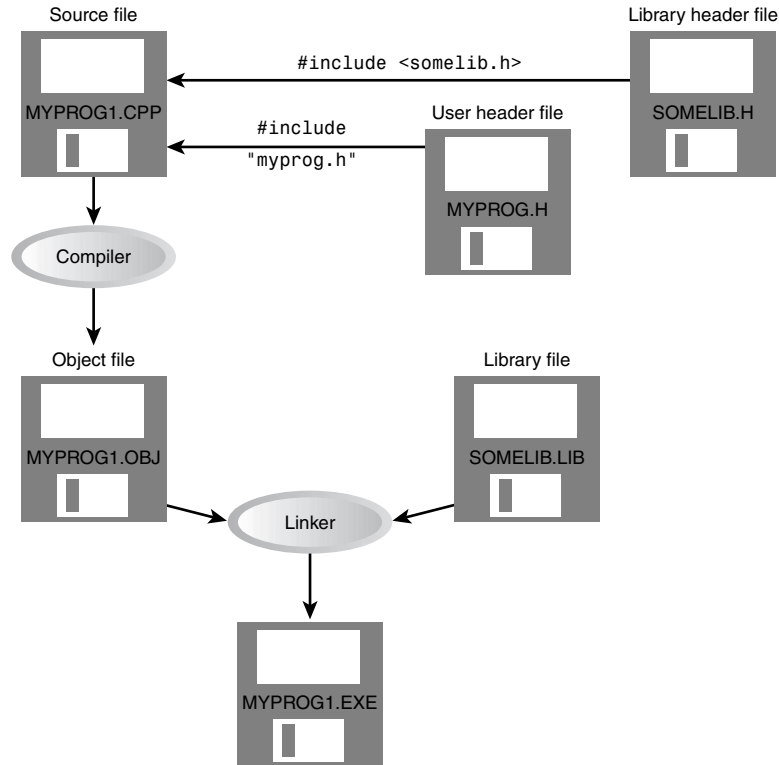 Source file
Library header file
#include <somelib.h>
MYPROG1.CPP
SOMELIB.H
User header file
#include
"myprog.h"
MYPROG.H
Compiler
Object file
Library file
MYPROG1.OBJ
SOMELIB.LIB
Linker
MYPROG1.EXE